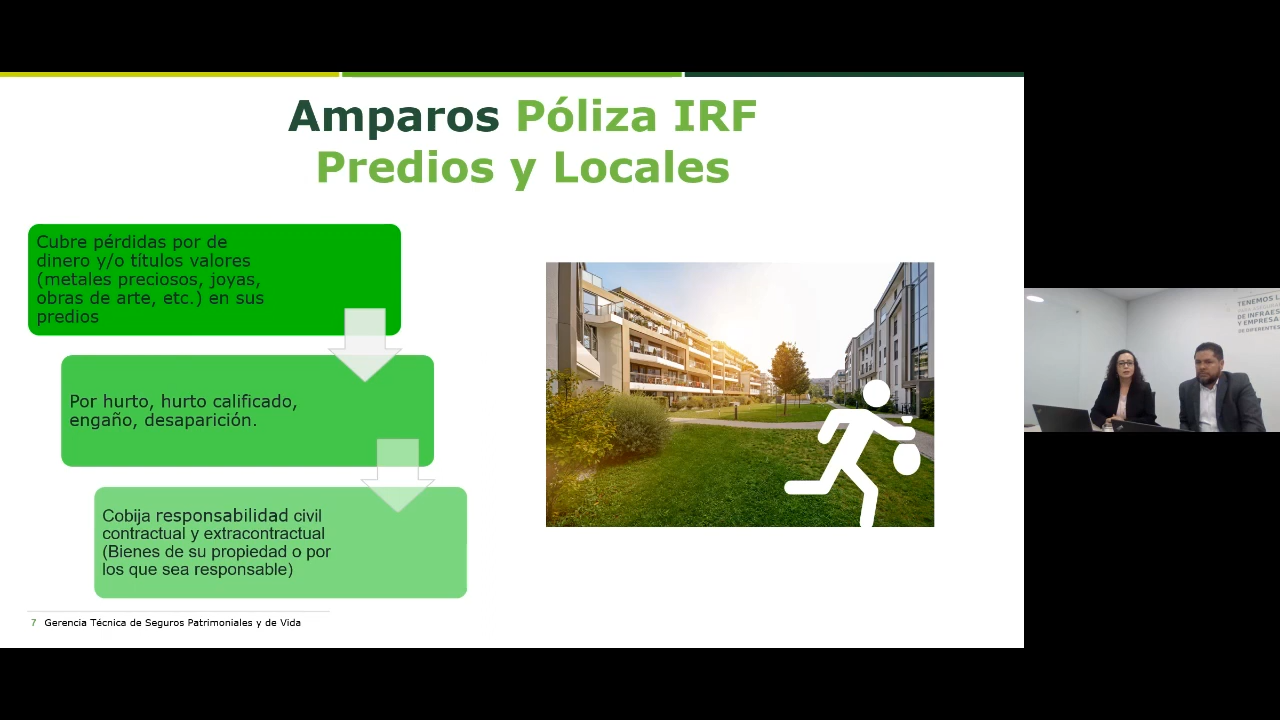 Amparos Póliza IRF
Predios y Locales
Cubre pérdidas por de
dinero y/o títulos valores
(metales preciosos, joyas,
obras de arte, etc.) en sus
predios
Por hurto, hurto calificado,
engaño, desaparición.
Cobija responsabilidad civil
contractual y extracontractual
(Bienes de su propiedad o por
los que sea responsable)
7 Gerencia Técnica de Seguros Patrimoniales y de Vida
TENEMOS L
DE INFRAES
Y EMPRESA
DE DIFERENTES